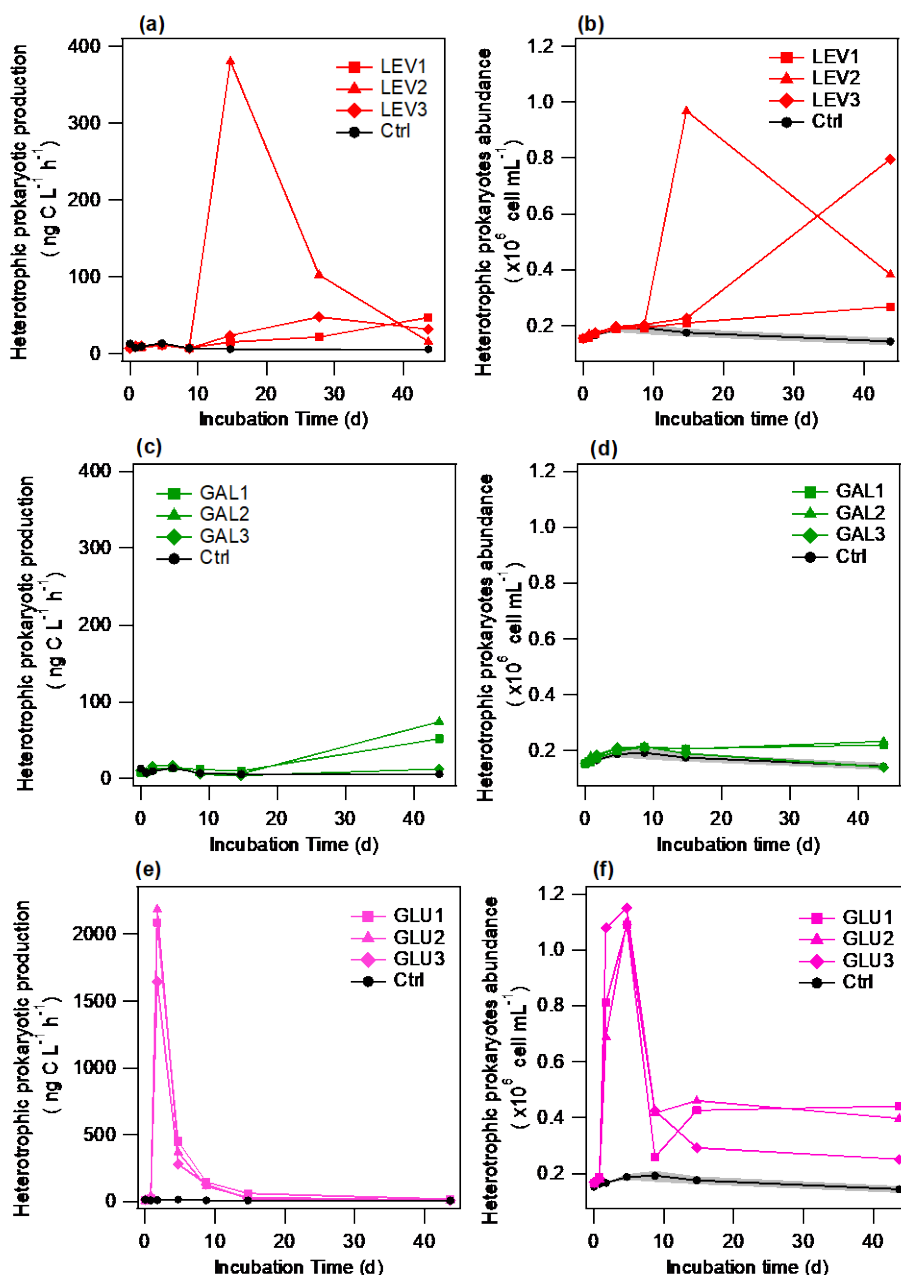 (a)
Heterotrophic prokaryotic production
( ng C L⁻¹ h⁻¹)
400
300
200
100
0
LEV1
LEV2
LEV3
Ctrl
0 10 20 30 40
Incubation Time (d)
(b)
Heterotrophic prokaryotes abundance
( x10⁶ cell mL⁻¹)
1.2
1.0
0.8
0.6
0.4
0.2
LEV1
LEV2
LEV3
Ctrl
0 10 20 30 40
Incubation time (d)
(c)
Heterotrophic prokaryotic production
( ng C L⁻¹ h⁻¹)
400
300
200
100
0
GAL1
GAL2
GAL3
Ctrl
0 10 20 30 40
Incubation Time (d)
(d)
Heterotrophic prokaryotes abundance
( x10⁶ cell mL⁻¹)
1.2
1.0
0.8
0.6
0.4
0.2
GAL1
GAL2
GAL3
Ctrl
0 10 20 30 40
Incubation time (d)
(e)
Heterotrophic prokaryotic production
( ng C L⁻¹ h⁻¹)
2000
1500
1000
500
0
GLU1
GLU2
GLU3
Ctrl
0 10 20 30 40
Incubation Time (d)
(f)
Heterotrophic prokaryotes abundance
( x10⁶ cell mL⁻¹)
1.2
1.0
0.8
0.6
0.4
0.2
GLU1
GLU2
GLU3
Ctrl
0 10 20 30 40
Incubation time (d)